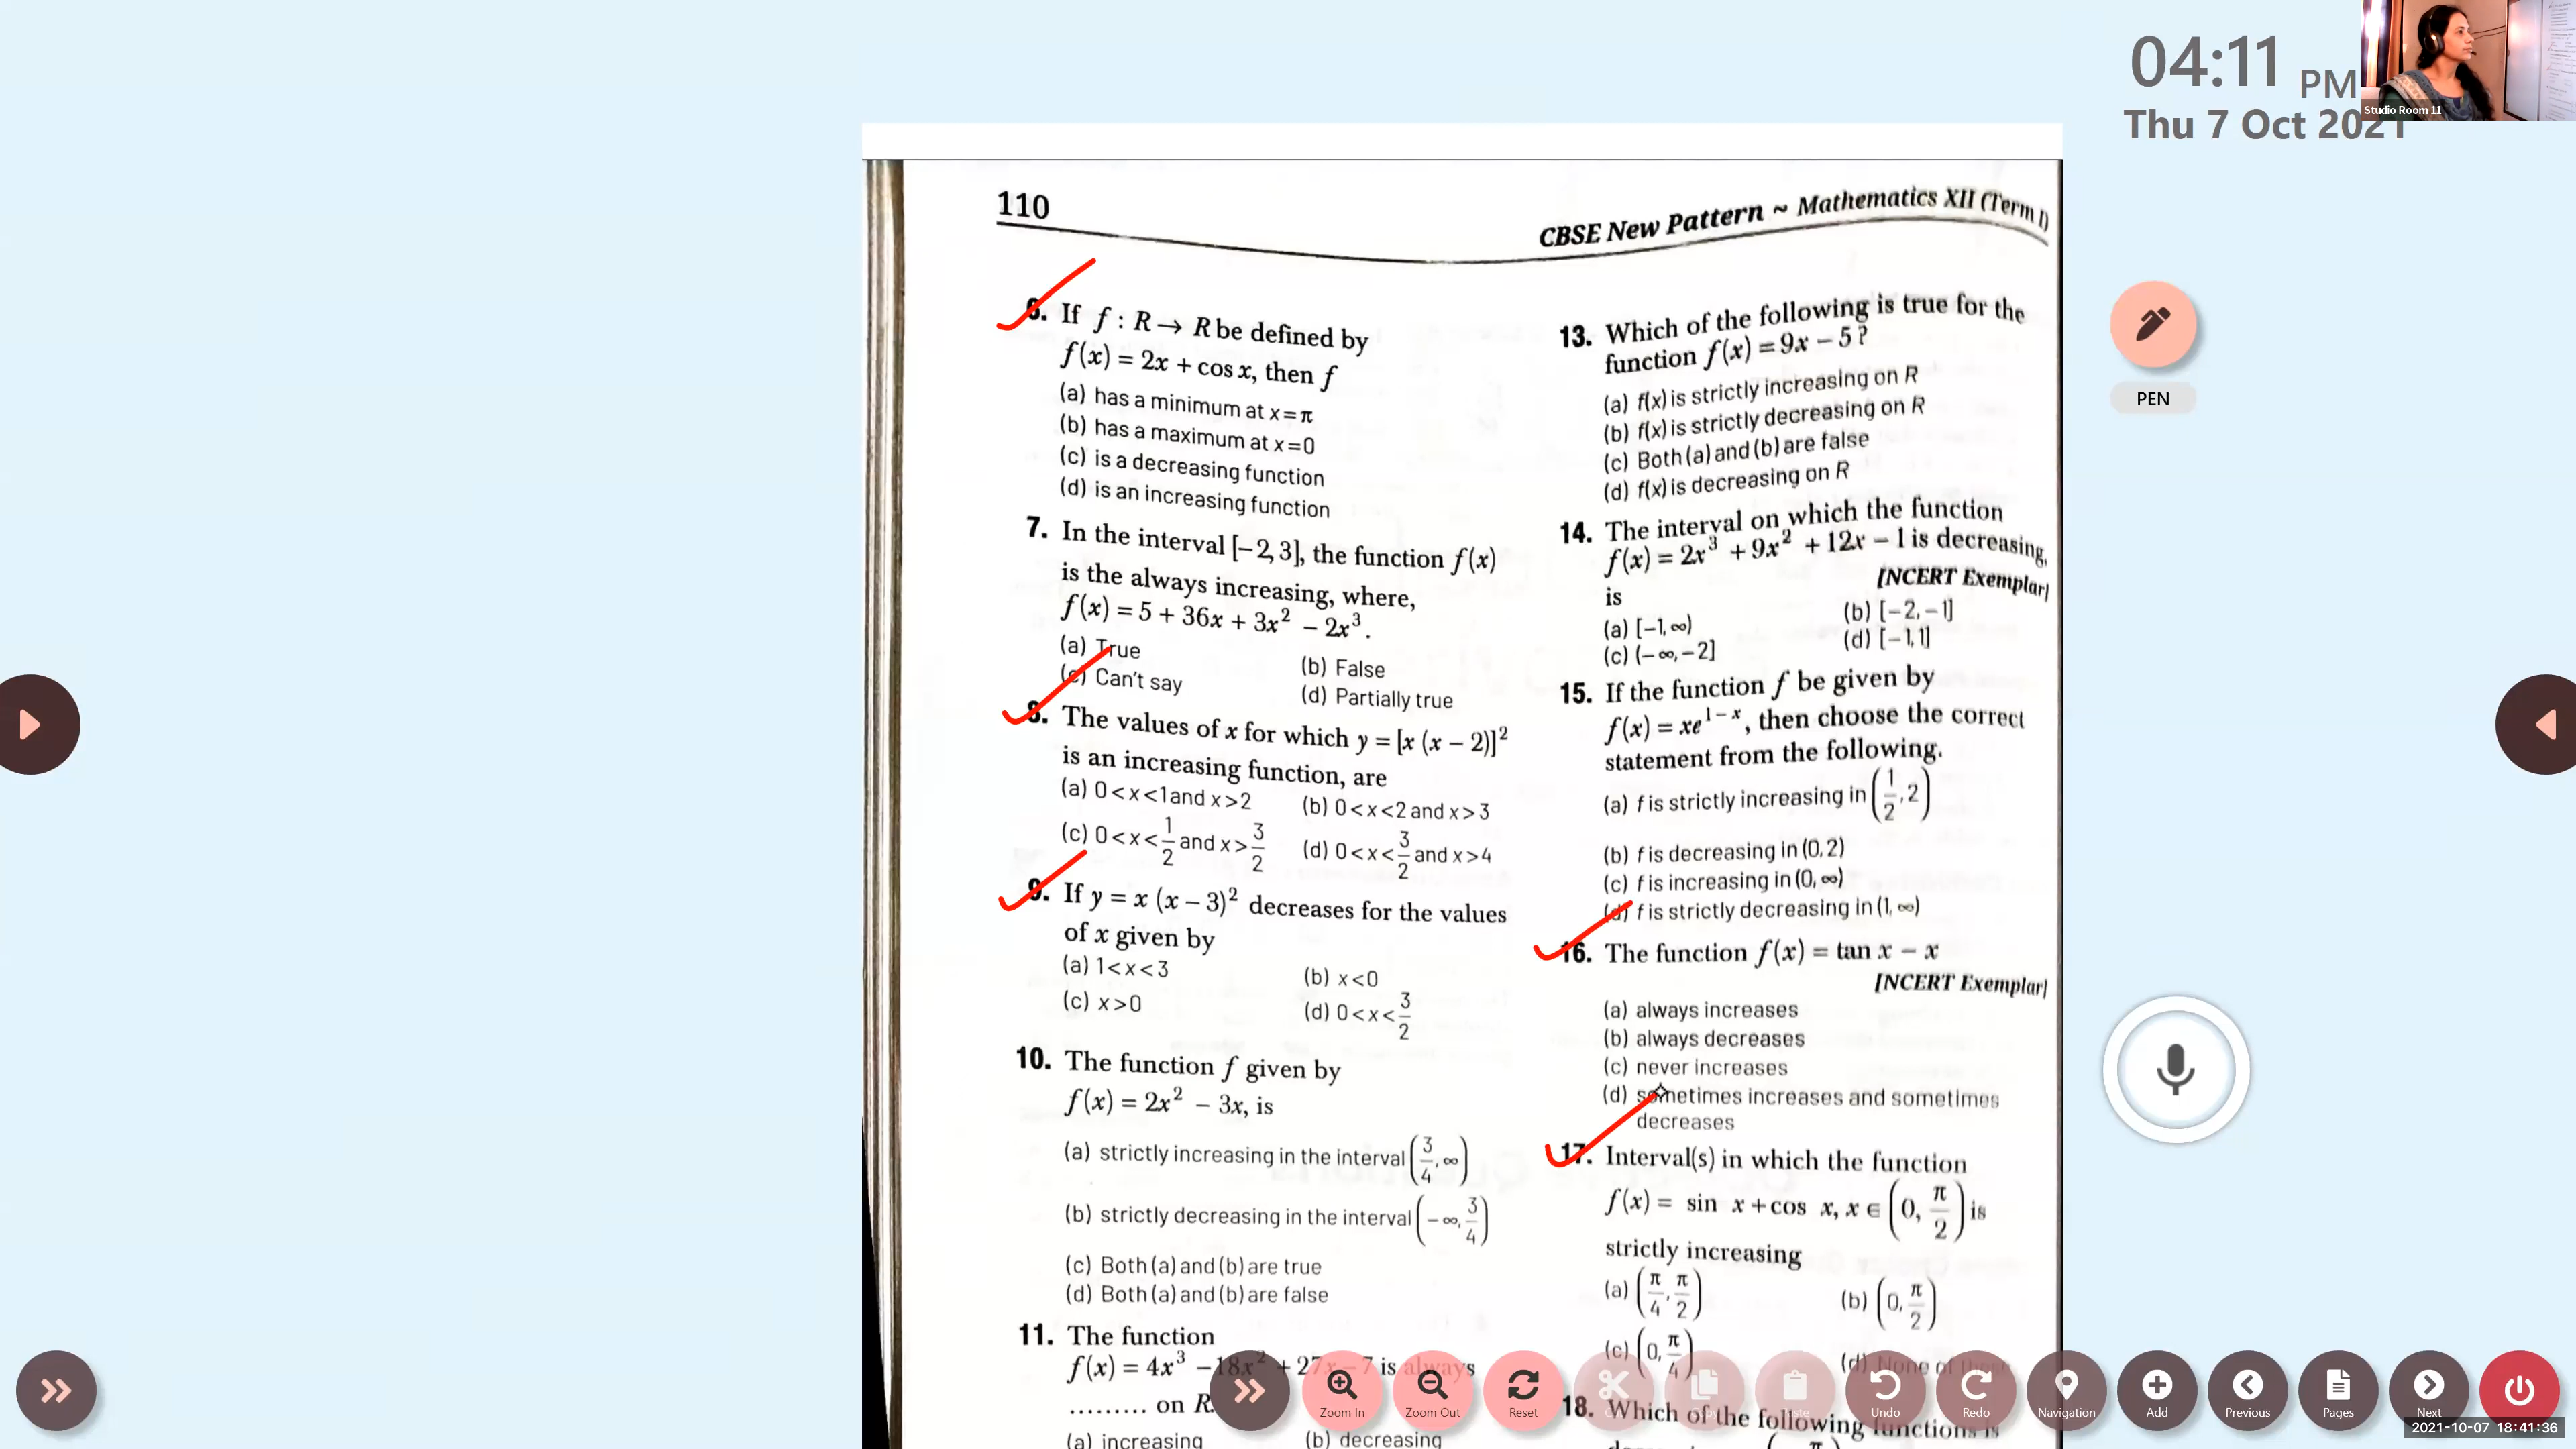 04:11 PM
Thu 7 Oct 2021
Studio Room 11
110
CBSE New Pattern ~ Mathematics XII (Term I)
6. If f : R → R be defined by
f(x) = 2x + cos x, then f
(a) has a minimum at x = π
(b) has a maximum at x = 0
(c) is a decreasing function
(d) is an increasing function
7. In the interval [– 2, 3], the function f(x)
is the always increasing, where,
f(x) = 5 + 36x + 3x² – 2x³.
(a) True
(b) False
(c) Can't say
(d) Partially true
8. The values of x for which y = [x (x – 2)]²
is an increasing function, are
(a) 0 < x < 1 and x > 2
(b) 0 < x < 2 and x > 3
(c) 0 < x < 1/2 and x > 3/2
(d) 0 < x < 3/2 and x > 4
9. If y = x (x – 3)² decreases for the values
of x given by
(a) 1 < x < 3
(b) x < 0
(c) x > 0
(d) 0 < x < 3/2
10. The function f given by
f(x) = 2x² – 3x, is
(a) strictly increasing in the interval (3/4, ∞)
(b) strictly decreasing in the interval (– ∞, 3/4)
(c) Both (a) and (b) are true
(d) Both (a) and (b) are false
11. The function
f(x) = 4x³ – 18x² + 27x – 7 is always
......... on R.
(a) increasing
(b) decreasing
13. Which of the following is true for the
function f(x) = 9x – 5 ?
(a) f(x) is strictly increasing on R
(b) f(x) is strictly decreasing on R
(c) Both (a) and (b) are false
(d) f(x) is decreasing on R
14. The interval on which the function
f(x) = 2x³ + 9x² + 12x – 1 is decreasing,
is
[NCERT Exemplar]
(a) [–1, ∞)
(b) [–2, –1]
(c) (– ∞, –2]
(d) [–1, 1]
15. If the function f be given by
f(x) = xe¹⁻ˣ, then choose the correct
statement from the following.
(a) f is strictly increasing in (1/2, 2)
(b) f is decreasing in (0, 2)
(c) f is increasing in (0, ∞)
(d) f is strictly decreasing in (1, ∞)
16. The function f(x) = tan x – x
[NCERT Exemplar]
(a) always increases
(b) always decreases
(c) never increases
(d) sometimes increases and sometimes
decreases
17. Interval(s) in which the function
f(x) = sin x + cos x, x ∈ (0, π/2) is
strictly increasing
(a) (π/4, π/2)
(b) (0, π/2)
(c) (0, π/4)
(d) None of these
18. Which of the following functions is
PEN
Zoom In
Zoom Out
Reset
Undo
Redo
Navigation
Add
Previous
Pages
Next
2021-10-07 18:41:36